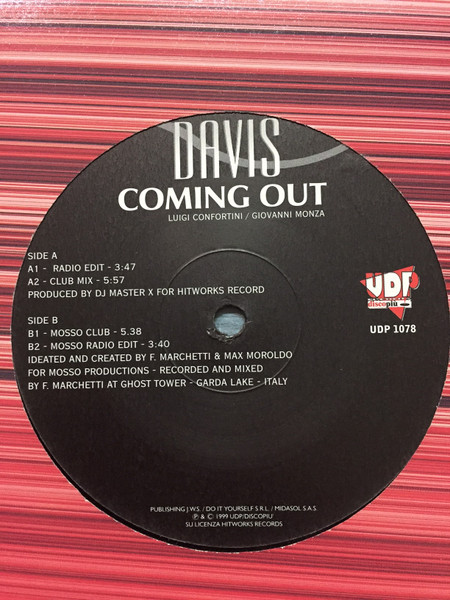 DAVIS
COMING OUT
LUIGI CONFORTINI / GIOVANNI MONZA
SIDE A
A1 - RADIO EDIT - 3:47
A2 - CLUB MIX - 5:57
PRODUCED BY DJ MASTER X FOR HITWORKS RECORD
UDP
discopiù
UDP 1078
SIDE B
B1 - MOSSO CLUB - 5.38
B2 - MOSSO RADIO EDIT - 3:40
IDEATED AND CREATED BY F. MARCHETTI & MAX MOROLDO
FOR MOSSO PRODUCTIONS - RECORDED AND MIXED
BY F. MARCHETTI AT GHOST TOWER - GARDA LAKE - ITALY
PUBLISHING J.W.S. / DO IT YOURSELF S.R.L. / MIDASOL S.A.S.
℗ & © 1999 UDP/DISCOPIU'
SU LICENZA HITWORKS RECORDS